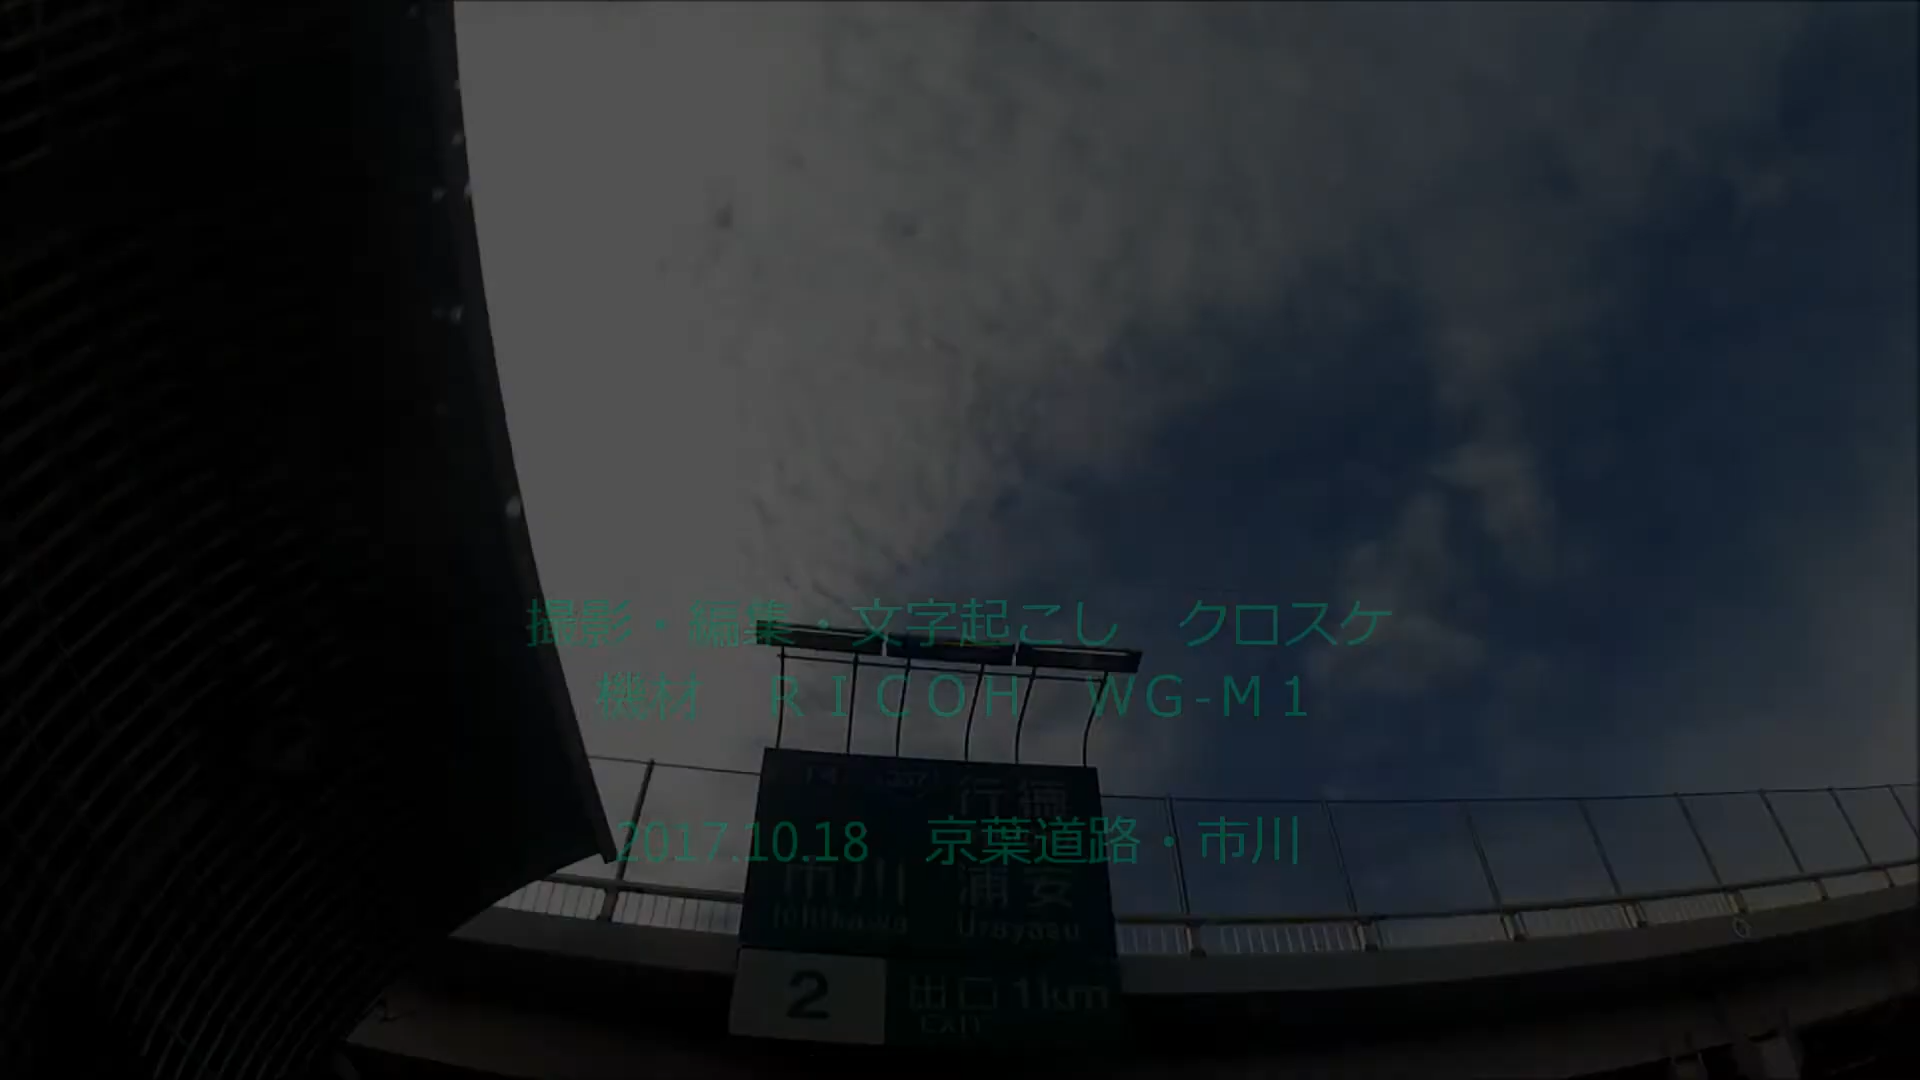 撮影・編集・文字起こし　クロスケ
機材　ＲＩＣＯＨ　ＷＧ-Ｍ１
行徳
2017.10.18　京葉道路・市川
市川 浦安
Ichikawa Urayasu
2 出口 1km
EXIT